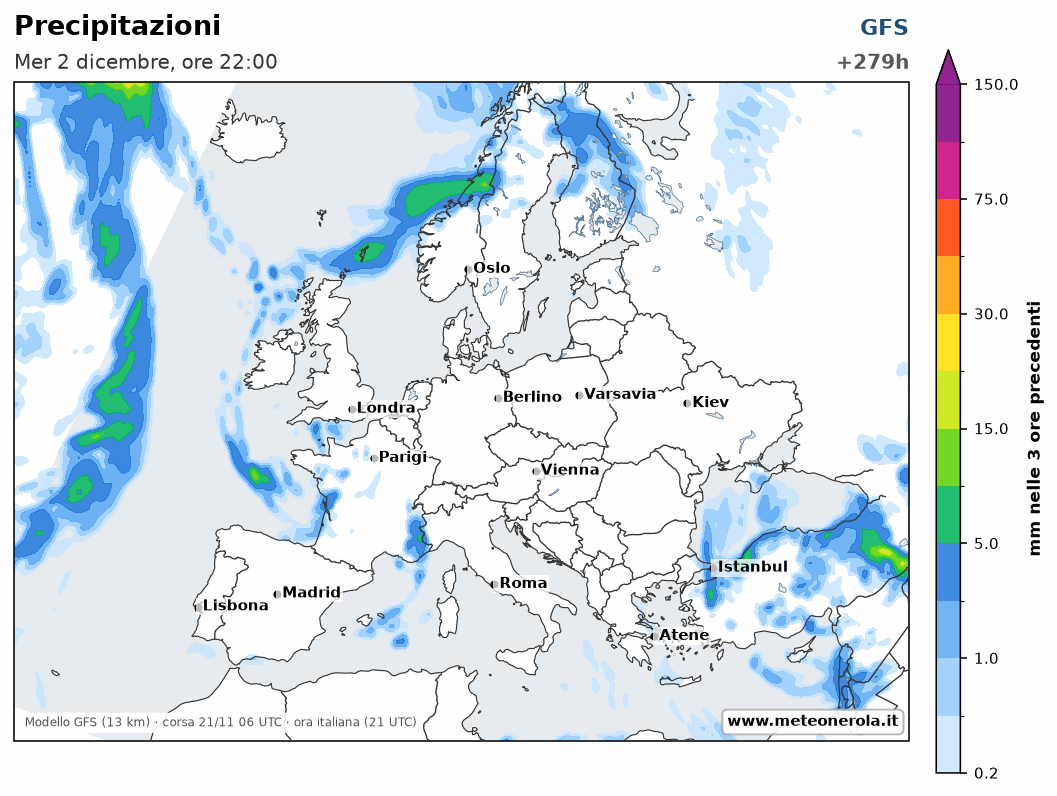 Precipitazioni
GFS
Mer 2 dicembre, ore 22:00
+279h
150.0
75.0
30.0
15.0
5.0
1.0
0.2
mm nelle 3 ore precedenti
Oslo
Berlino
Varsavia
Kiev
Londra
Parigi
Vienna
Istanbul
Madrid
Roma
Lisbona
Atene
Modello GFS (13 km) · corsa 21/11 06 UTC · ora italiana (21 UTC)
www.meteonerola.it